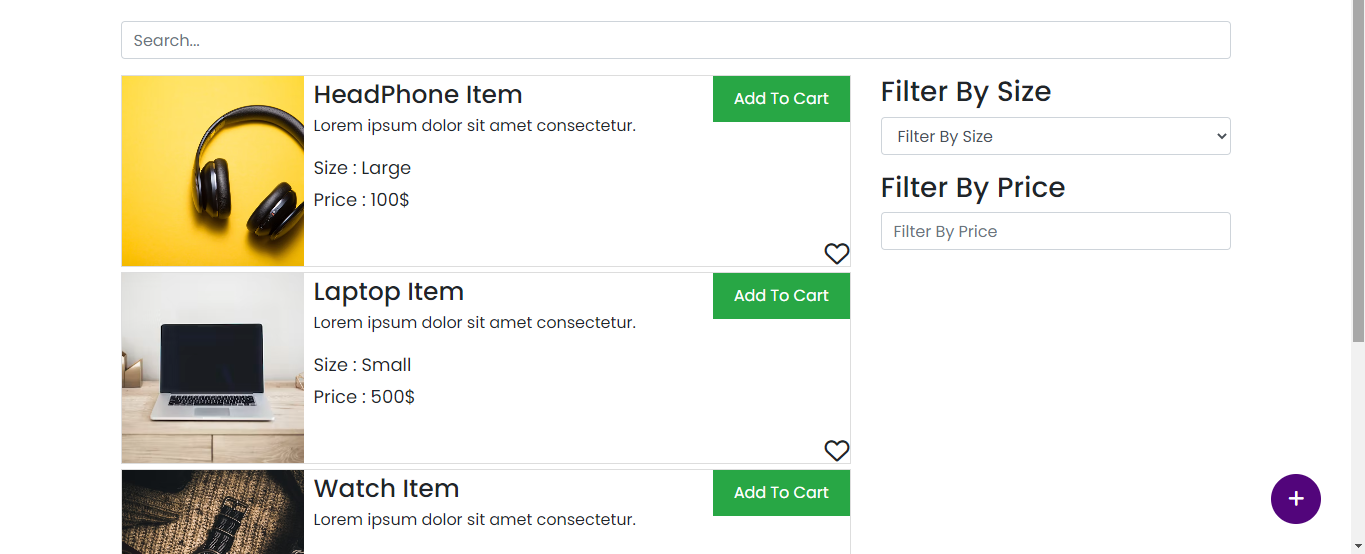 Search...
HeadPhone Item
Add To Cart
Lorem ipsum dolor sit amet consectetur.
Size : Large
Price : 100$
Laptop Item
Add To Cart
Lorem ipsum dolor sit amet consectetur.
Size : Small
Price : 500$
Watch Item
Add To Cart
Lorem ipsum dolor sit amet consectetur.
Filter By Size
Filter By Size
Filter By Price
Filter By Price
+